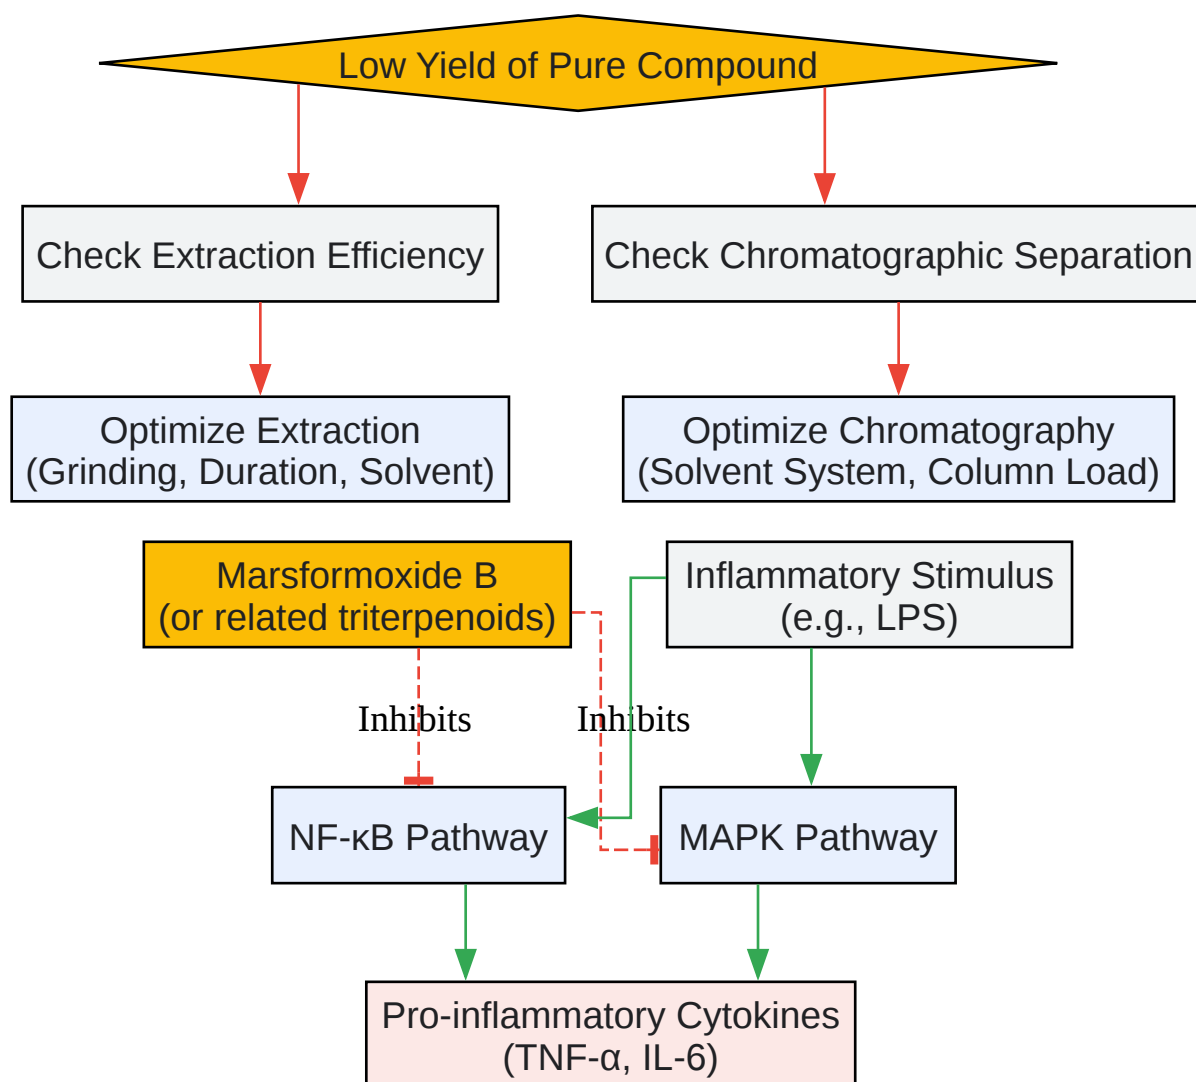 Low Yield of Pure Compound
Check Extraction Efficiency
Check Chromatographic Separation
Optimize Extraction
(Grinding, Duration, Solvent)
Optimize Chromatography
(Solvent System, Column Load)
Marsformoxide B
(or related triterpenoids)
Inflammatory Stimulus
(e.g., LPS)
Inhibits
Inhibits
NF-κB Pathway
MAPK Pathway
Pro-inflammatory Cytokines
(TNF-α, IL-6)